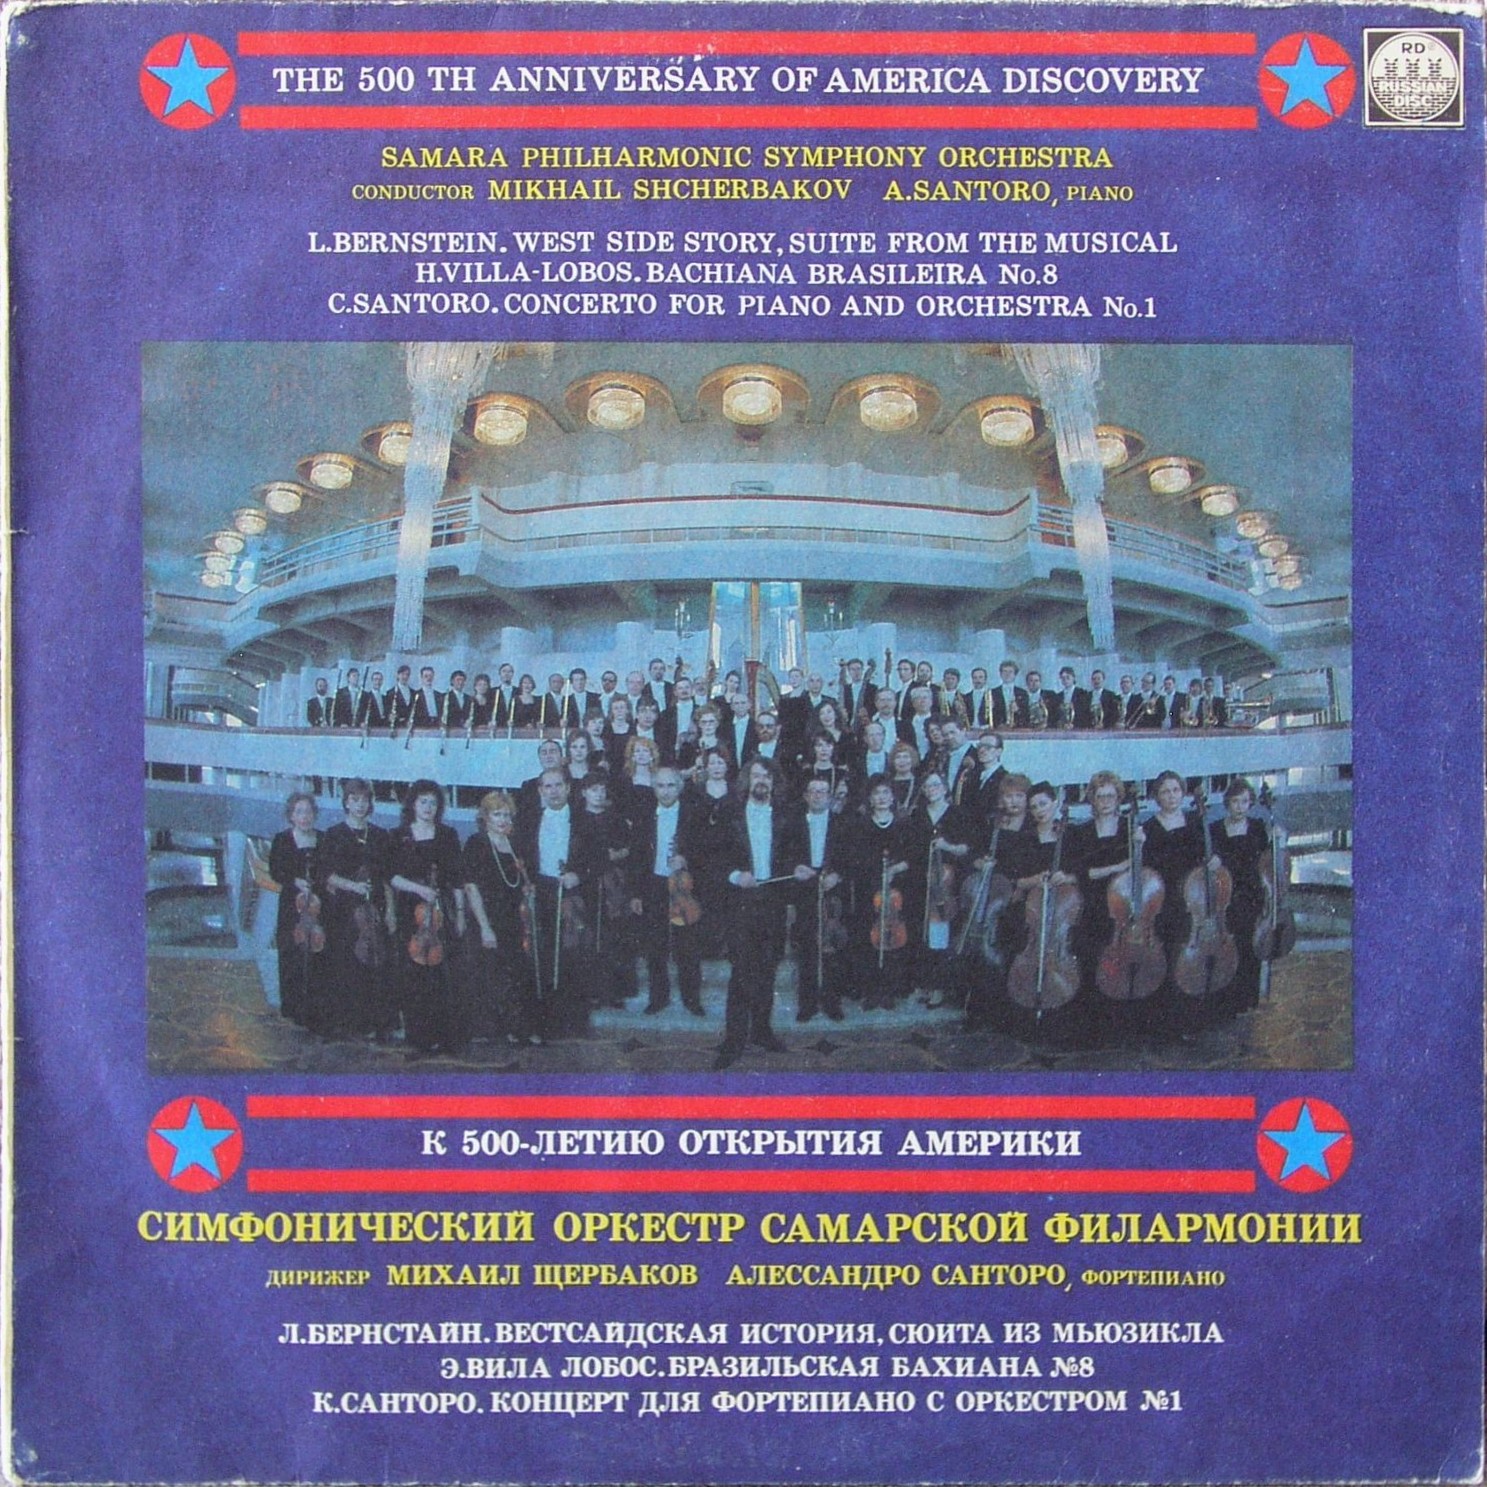 THE 500 TH ANNIVERSARY OF AMERICA DISCOVERY
RD
RUSSIAN
DISC
SAMARA PHILHARMONIC SYMPHONY ORCHESTRA
CONDUCTOR MIKHAIL SHCHERBAKOV A.SANTORO, PIANO
L.BERNSTEIN. WEST SIDE STORY, SUITE FROM THE MUSICAL
H.VILLA-LOBOS. BACHIANA BRASILEIRA No.8
C.SANTORO. CONCERTO FOR PIANO AND ORCHESTRA No.1
К 500-ЛЕТИЮ ОТКРЫТИЯ АМЕРИКИ
СИМФОНИЧЕСКИЙ ОРКЕСТР САМАРСКОЙ ФИЛАРМОНИИ
ДИРИЖЕР МИХАИЛ ЩЕРБАКОВ АЛЕССАНДРО САНТОРО, ФОРТЕПИАНО
Л.БЕРНСТАЙН. ВЕСТСАЙДСКАЯ ИСТОРИЯ, СЮИТА ИЗ МЬЮЗИКЛА
Э.ВИЛА ЛОБОС. БРАЗИЛЬСКАЯ БАХИАНА №8
К.САНТОРО. КОНЦЕРТ ДЛЯ ФОРТЕПИАНО С ОРКЕСТРОМ №1